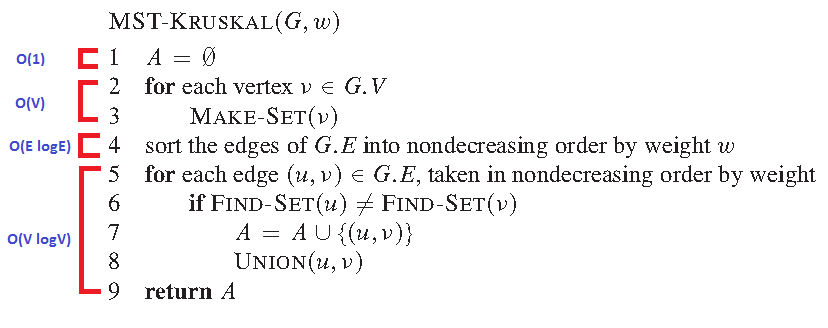 MST-KRUSKAL(G, w)
O(1) 1 A = ∅
2 for each vertex v ∈ G.V
O(V)
3 MAKE-SET(v)
O(E logE) 4 sort the edges of G.E into nondecreasing order by weight w
5 for each edge (u, v) ∈ G.E, taken in nondecreasing order by weight
6 if FIND-SET(u) ≠ FIND-SET(v)
O(V logV) 7 A = A ∪ {(u, v)}
8 UNION(u, v)
9 return A